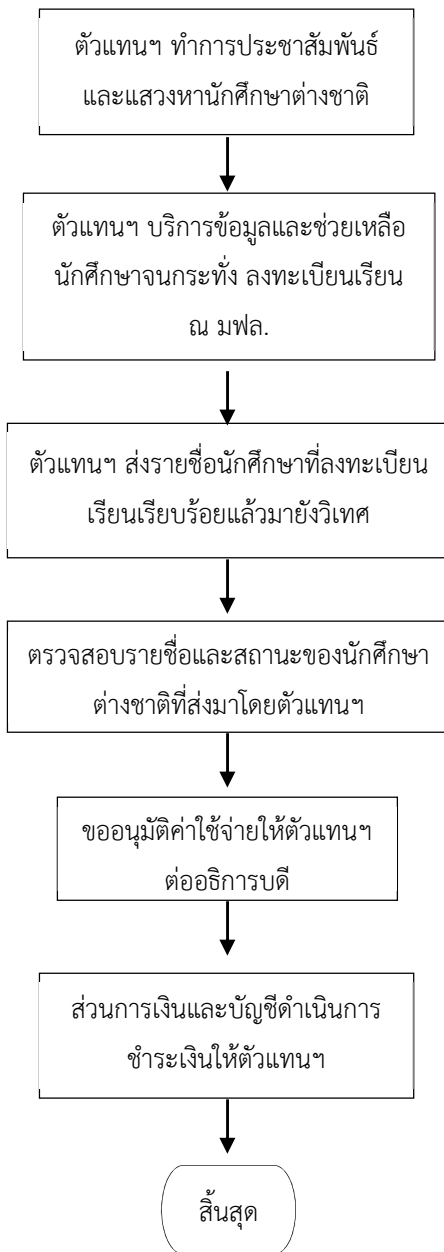 ตัวแทนฯ ทำการประชาสัมพันธ์
และแสวงหานักศึกษาต่างชาติ
ตัวแทนฯ บริการข้อมูลและช่วยเหลือ
นักศึกษาจนกระทั่ง ลงทะเบียนเรียน
ณ มฟล.
ตัวแทนฯ ส่งรายชื่อนักศึกษาที่ลงทะเบียน
เรียนเรียบร้อยแล้วมายังวิเทศ
ตรวจสอบรายชื่อและสถานะของนักศึกษา
ต่างชาติที่ส่งมาโดยตัวแทนฯ
ขออนุมัติค่าใช้จ่ายให้ตัวแทนฯ
ต่ออธิการบดี
ส่วนการเงินและบัญชีดำเนินการ
ชำระเงินให้ตัวแทนฯ
สิ้นสุด